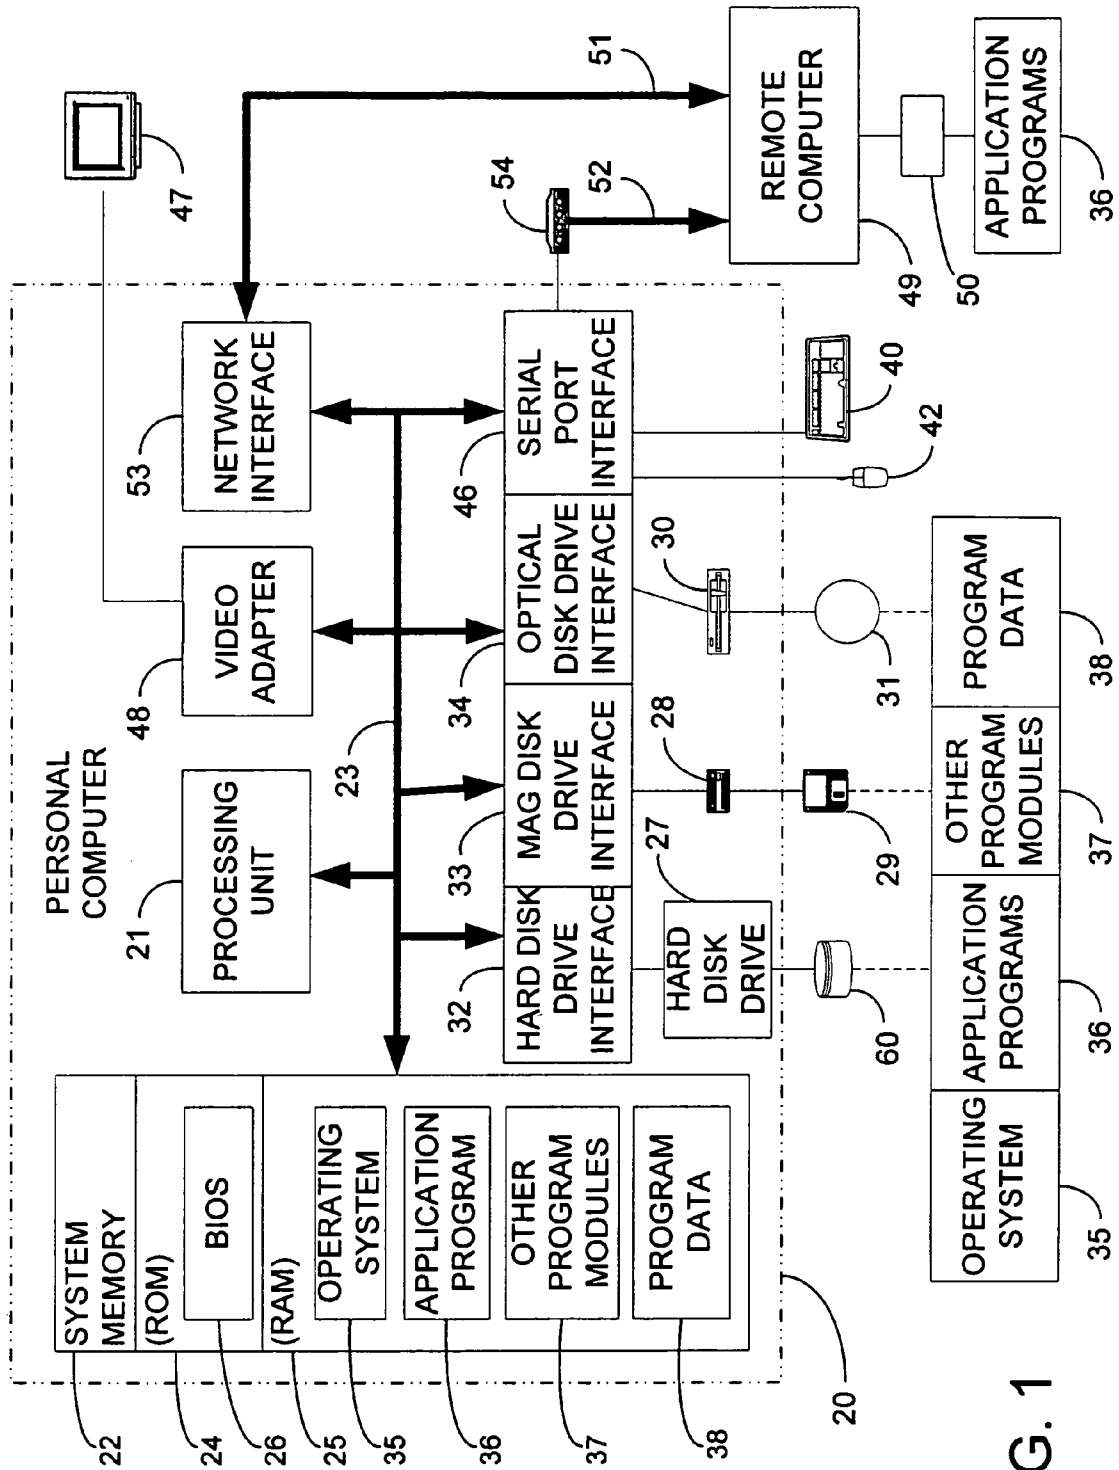 PERSONAL
COMPUTER
20
SYSTEM
MEMORY
22
(ROM)
24
BIOS
26
(RAM)
25
OPERATING
SYSTEM
35
APPLICATION
PROGRAM
36
OTHER
PROGRAM
MODULES
37
PROGRAM
DATA
38
21
PROCESSING
UNIT
48
VIDEO
ADAPTER
53
NETWORK
INTERFACE
47
23
32
HARD DISK
DRIVE
INTERFACE
33
MAG DISK
DRIVE
INTERFACE
34
OPTICAL
DISK DRIVE
INTERFACE
46
SERIAL
PORT
INTERFACE
54
52
51
27
HARD
DISK
DRIVE
28
30
60
29
31
42
40
REMOTE
COMPUTER
49
50
APPLICATION
PROGRAMS
36
OPERATING
SYSTEM
35
APPLICATION
PROGRAMS
36
OTHER
PROGRAM
MODULES
37
PROGRAM
DATA
38
G. 1